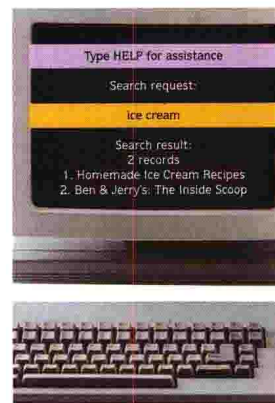 Type HELP for assistance
Search request:
ice cream
Search result:
2 records
1. Homemade Ice Cream Recipes
2. Ben & Jerry's: The Inside Scoop